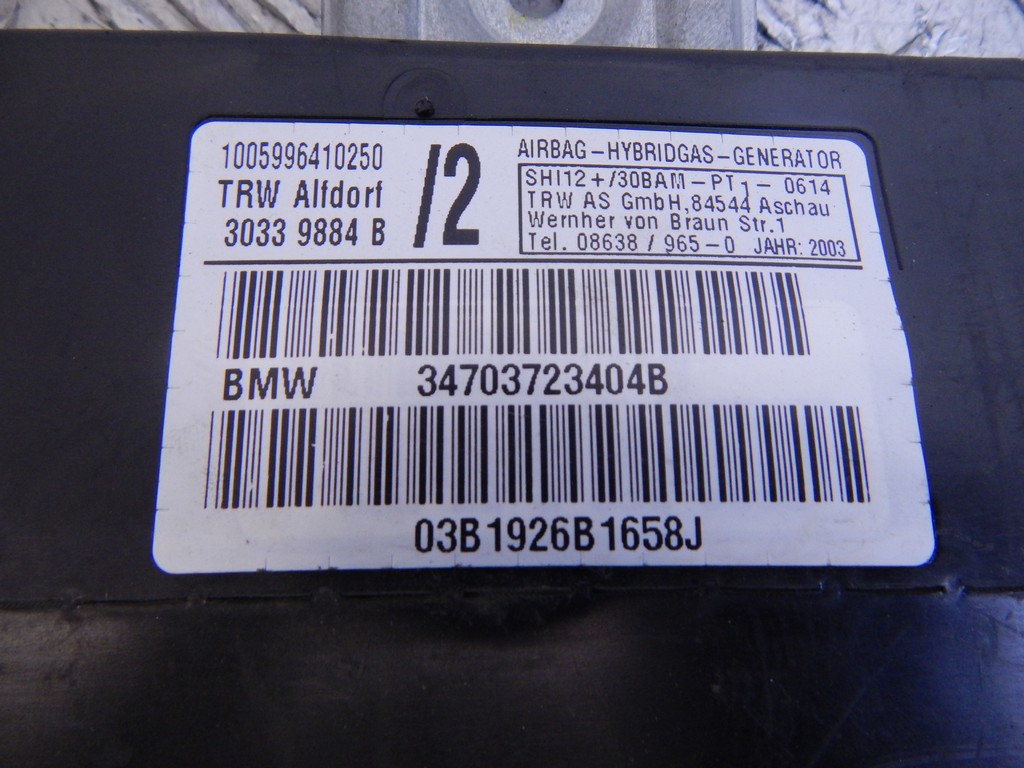 1005996410250
TRW Alfdorf
3033 9884 B
/2
AIRBAG-HYBRIDGAS-GENERATOR
SHI12+/30BAM-PT1-0614
TRW AS GmbH,84544 Aschau
Wernher von Braun Str.1
Tel. 08638/965-0 JAHR: 2003
BMW 34703723404B
03B1926B1658J